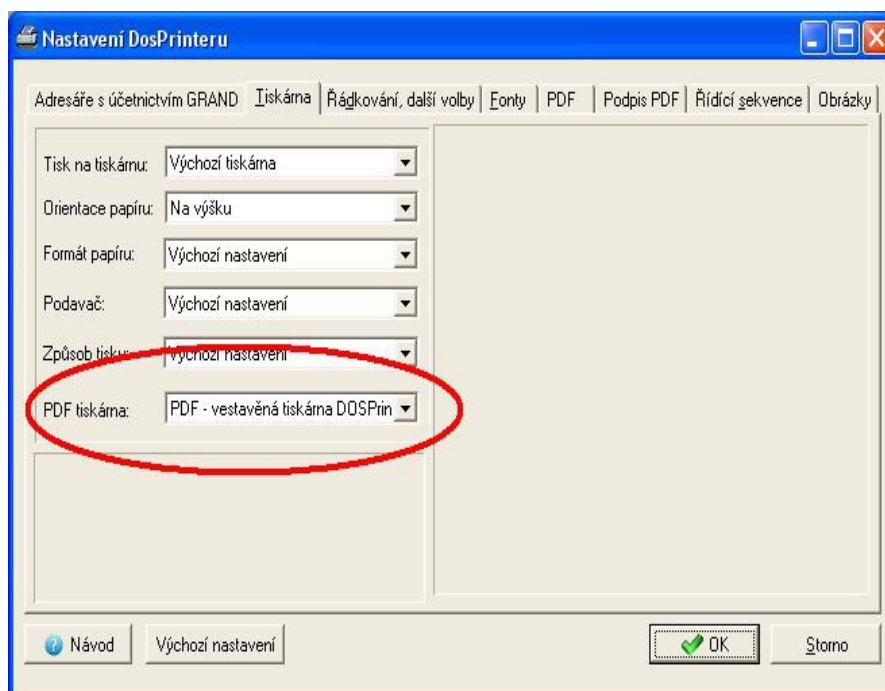 Nastavení DosPrinteru
Adresáře s účetnictvím GRAND Tiskárna Řádkování, další volby Fonty PDF Podpis PDF Řídící sekvence Obrázky
Tisk na tiskárnu: Výchozí tiskárna
Orientace papíru: Na výšku
Formát papíru: Výchozí nastavení
Podavač: Výchozí nastavení
Způsob tisku: Výchozí nastavení
PDF tiskárna: PDF - vestavěná tiskárna DOSPrin
Návod Výchozí nastavení OK Storno